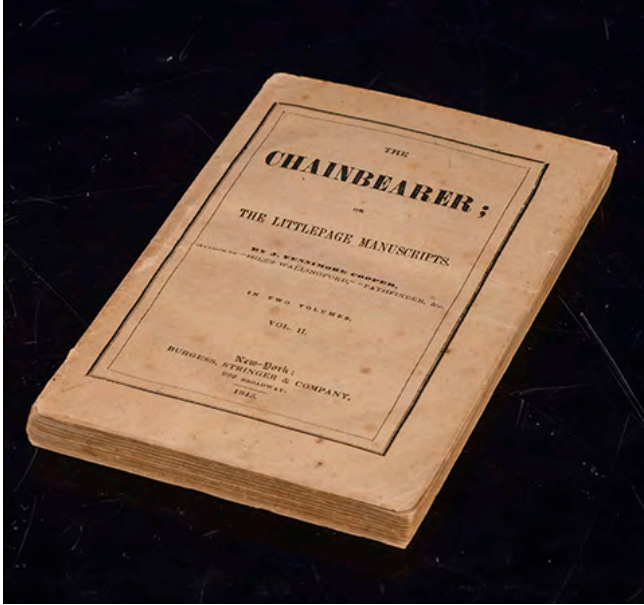 THE
CHAINBEARER;
OR
THE LITTLEPAGE MANUSCRIPTS.
BY J. FENNIMORE COOPER,
AUTHOR OF "MILES WALLINGFORD," "PATHFINDER, &c.
IN TWO VOLUMES.
VOL. II.
New-York:
BURGESS, STRINGER & COMPANY,
222 BROADWAY.
1845.